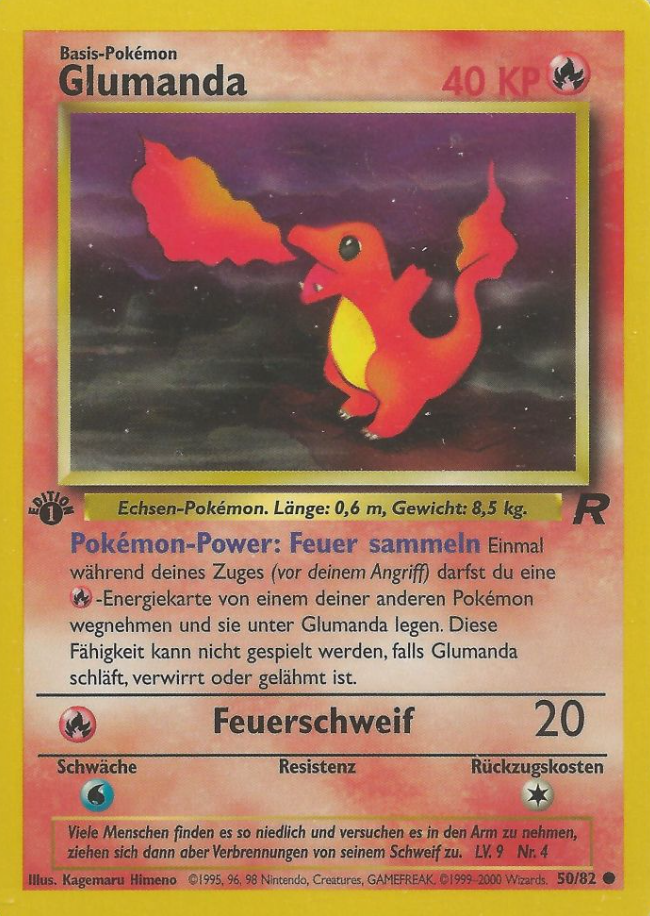 Basis-Pokémon
Glumanda
40 KP
EDITION
1
Echsen-Pokémon. Länge: 0,6 m, Gewicht: 8,5 kg.
R
Pokémon-Power: Feuer sammeln Einmal
während deines Zuges (vor deinem Angriff) darfst du eine
-Energiekarte von einem deiner anderen Pokémon
wegnehmen und sie unter Glumanda legen. Diese
Fähigkeit kann nicht gespielt werden, falls Glumanda
schläft, verwirrt oder gelähmt ist.
Feuerschweif 20
Schwäche Resistenz Rückzugskosten
Viele Menschen finden es so niedlich und versuchen es in den Arm zu nehmen,
ziehen sich dann aber Verbrennungen von seinem Schweif zu. LV. 9 Nr. 4
Illus. Kagemaru Himeno ©1995, 96, 98 Nintendo, Creatures, GAMEFREAK. ©1999-2000 Wizards. 50/82